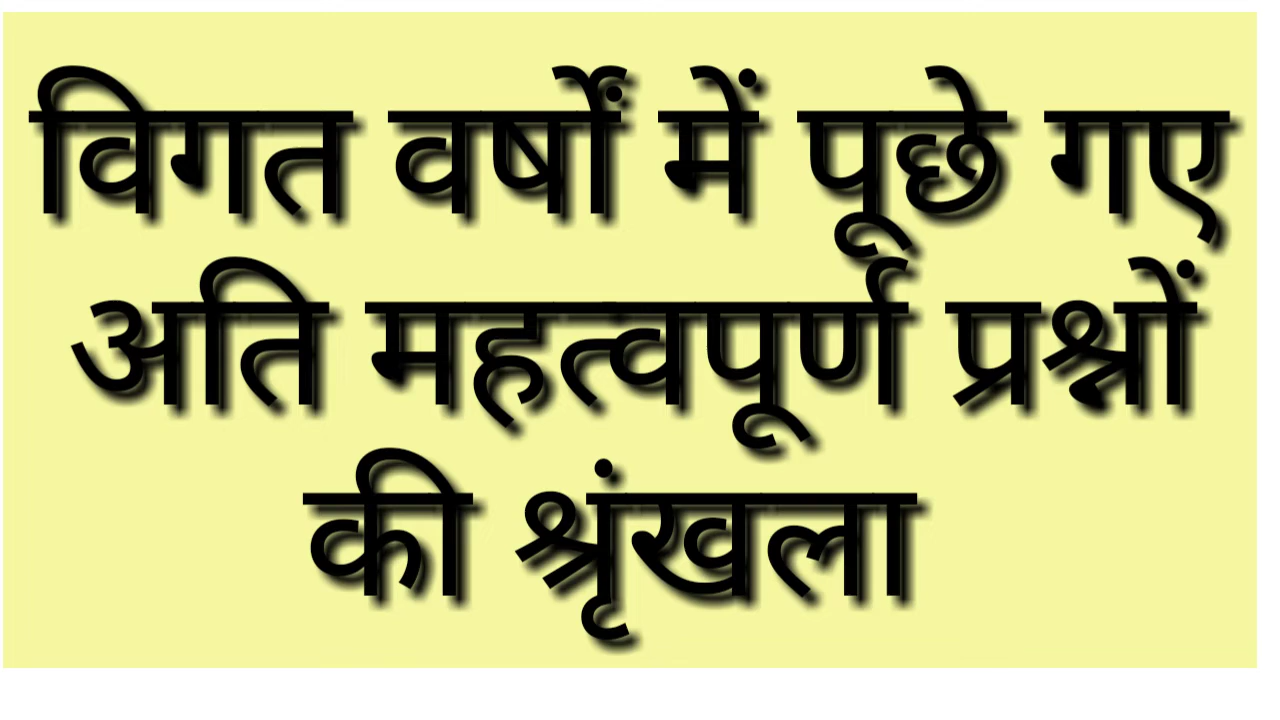 विगत वर्षों में पूछे गए
अति महत्वपूर्ण प्रश्नों
की श्रृंखला